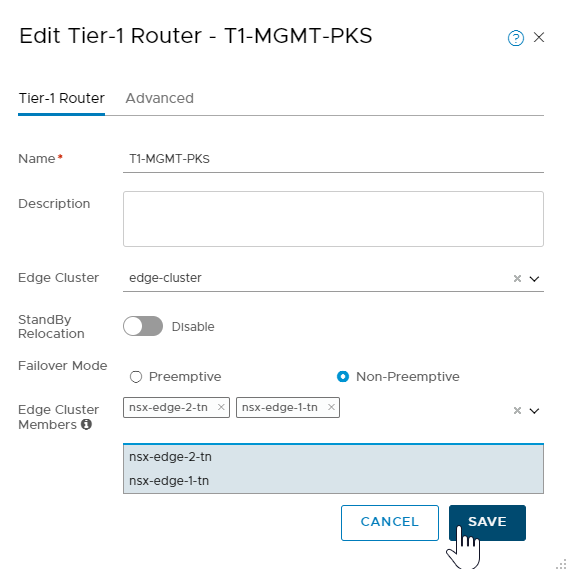 Edit Tier-1 Router - T1-MGMT-PKS
?
Tier-1 Router Advanced
Name* T1-MGMT-PKS
Description
Edge Cluster edge-cluster
StandBy
Relocation
Disable
Failover Mode
Preemptive Non-Preemptive
Edge Cluster
Members
nsx-edge-2-tn nsx-edge-1-tn
nsx-edge-2-tn
nsx-edge-1-tn
CANCEL SAVE